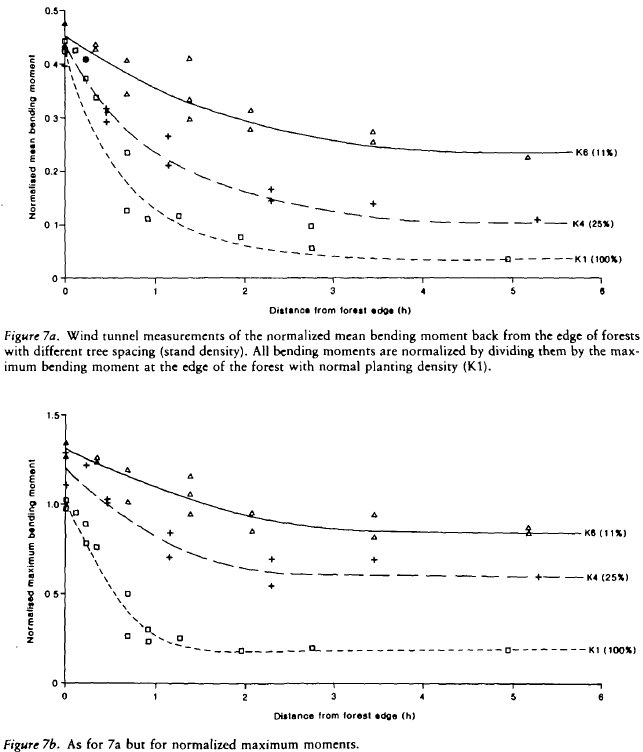 0.5
0 4
0 3
0.2
0 1
0
Normalised mean bending moment
K6 (11%)
K4 (25%)
K1 (100%)
0 1 2 3 4 5 6
Distance from forest edge (h)
Figure 7a. Wind tunnel measurements of the normalized mean bending moment back from the edge of forests
with different tree spacing (stand density). All bending moments are normalized by dividing them by the max-
imum bending moment at the edge of the forest with normal planting density (K1).
1.5
1.0
0 5
0
Normalised maximum bending moment
K6 (11%)
K4 (25%)
K1 (100%)
0 1 2 3 4 5 6
Distance from forest edge (h)
Figure 7b. As for 7a but for normalized maximum moments.